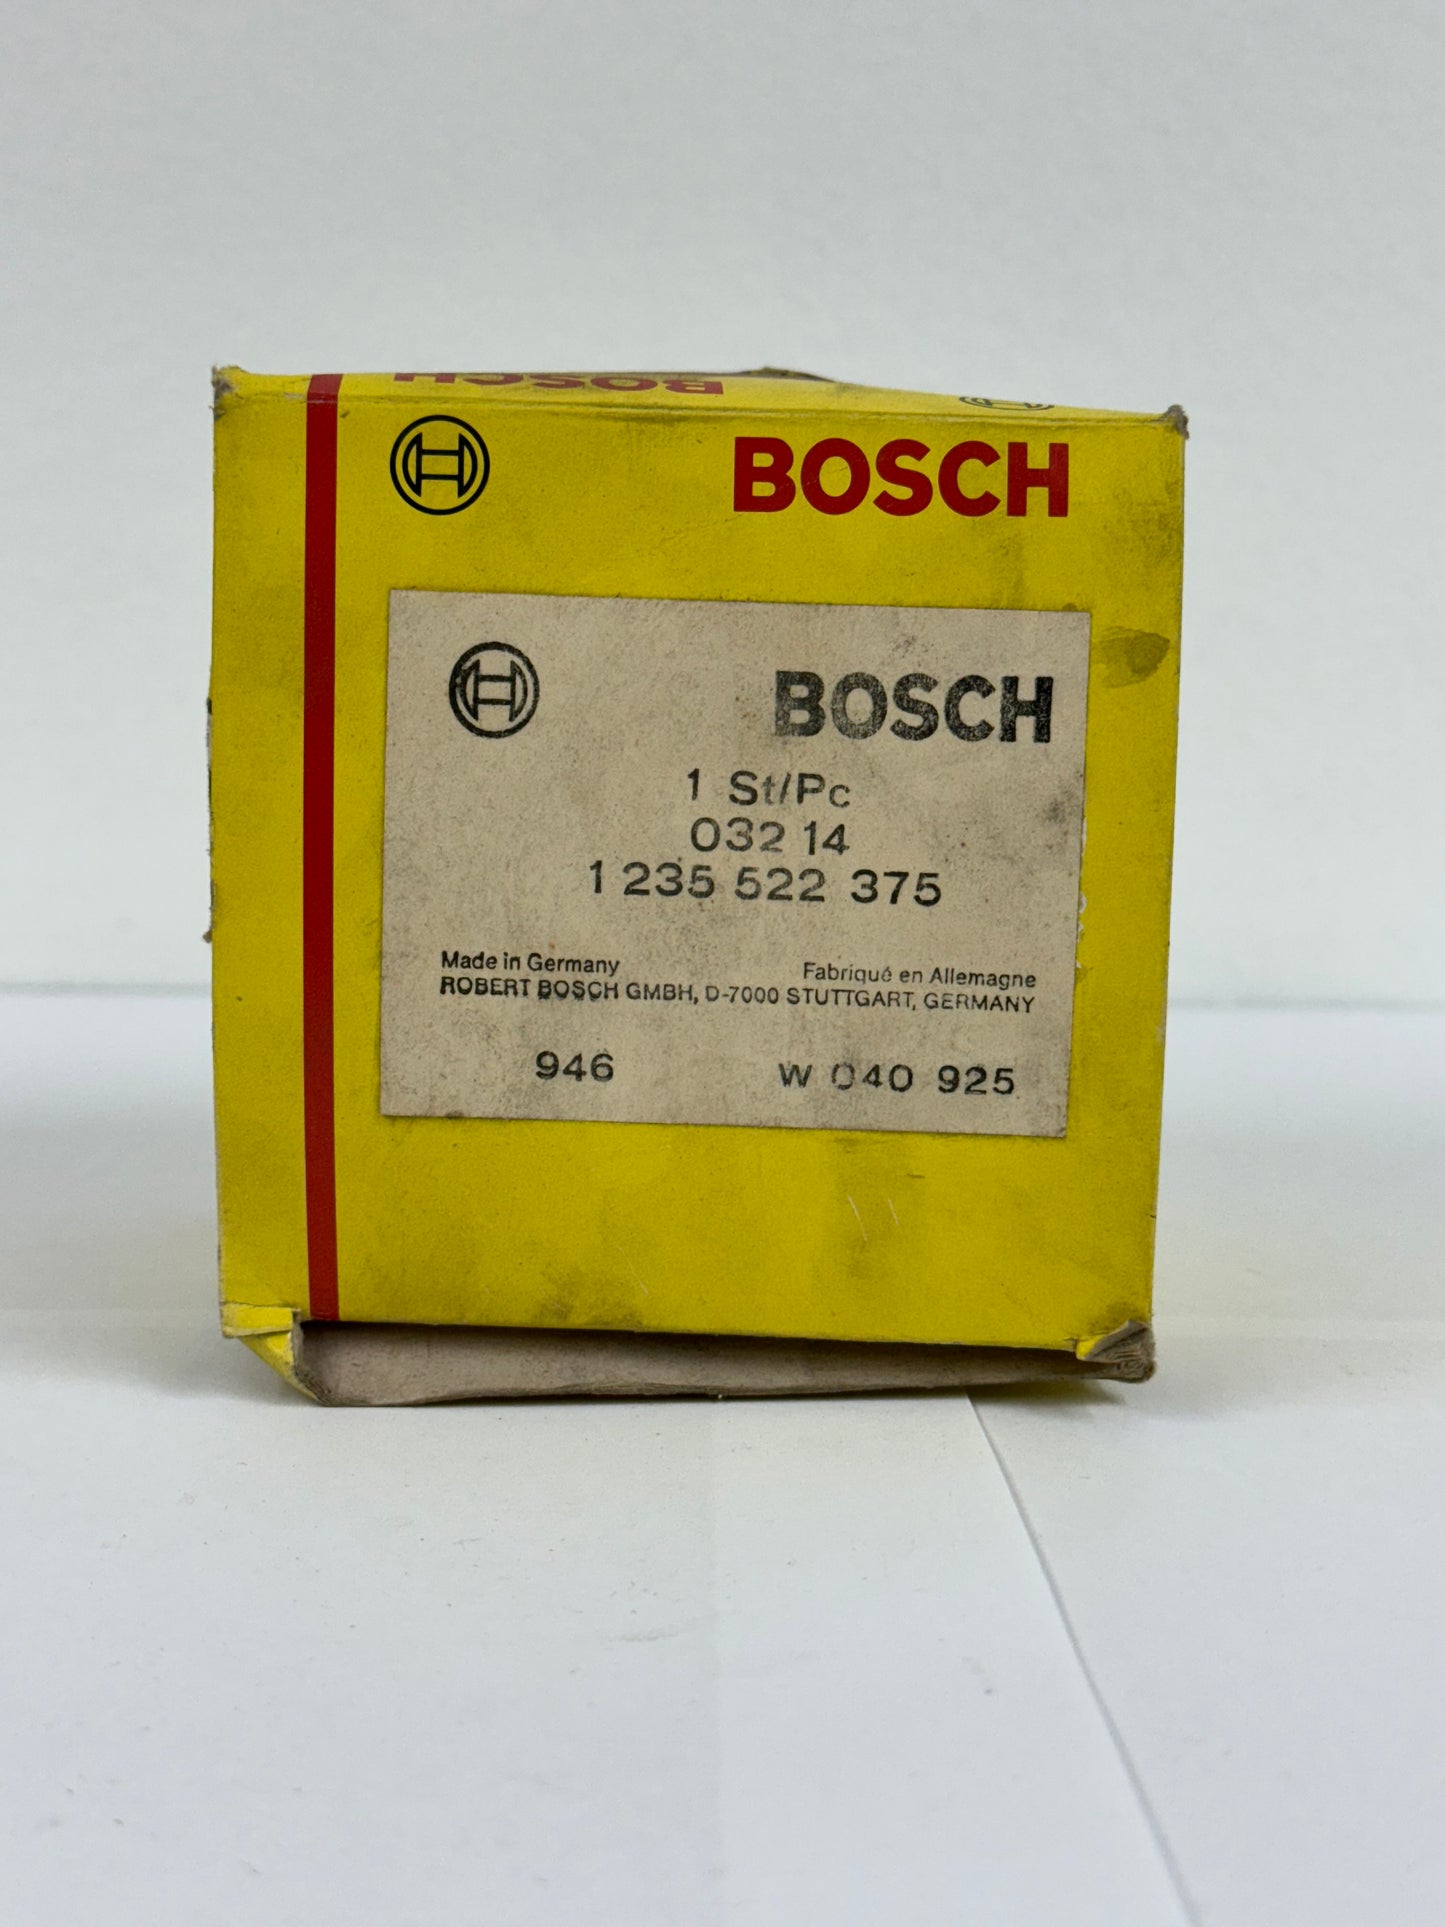 BOSCH
BOSCH
BOSCH
1 St/Pc
032 14
1 235 522 375
Made in Germany Fabriqué en Allemagne
ROBERT BOSCH GMBH, D-7000 STUTTGART, GERMANY
946 W 040 925